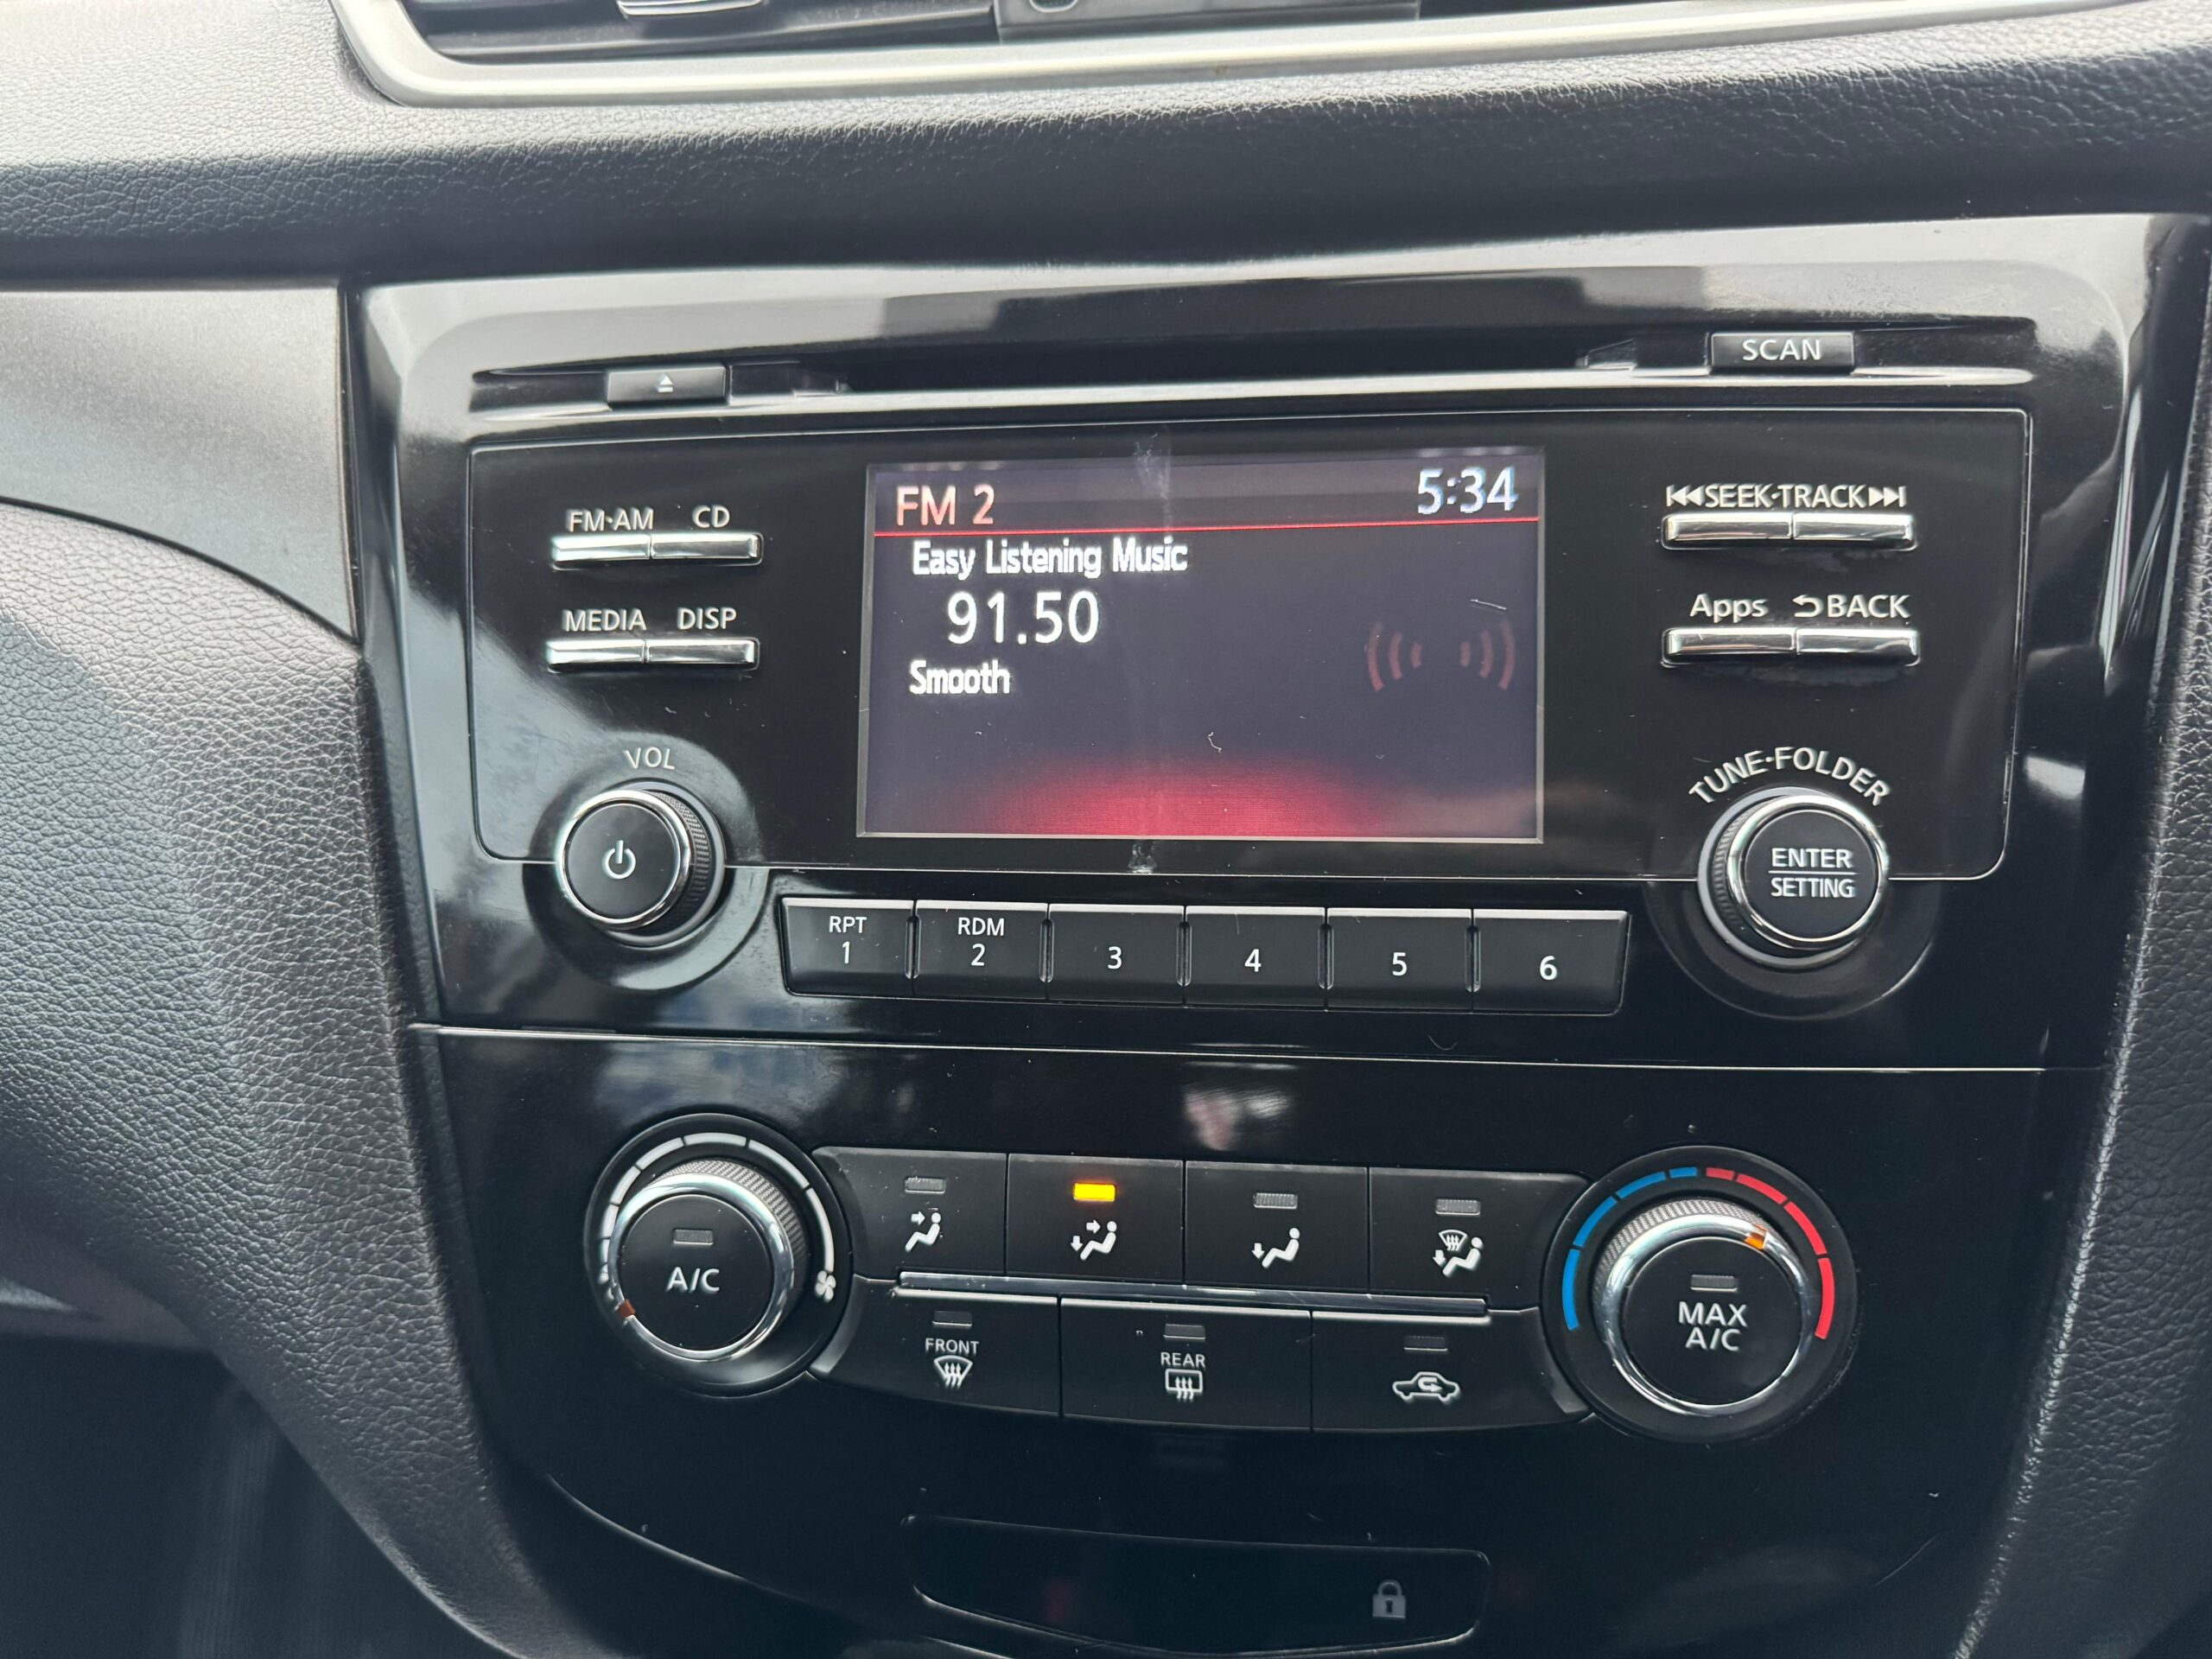 SCAN
FM 2 5:34
Easy Listening Music
91.50
Smooth
FM·AM CD
MEDIA DISP
VOL
SEEK·TRACK
Apps BACK
TUNE·FOLDER
ENTER
SETTING
RPT
1
RDM
2
3
4
5
6
A/C
MAX
A/C
FRONT
REAR